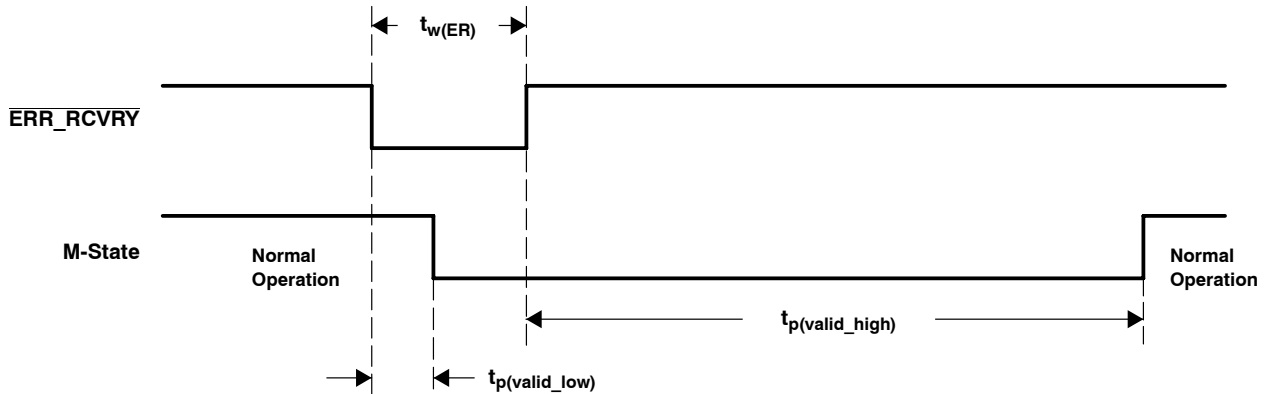 tw(ER)
ERR_RCVRY
M-State
Normal
Operation
Normal
Operation
tp(valid_high)
tp(valid_low)